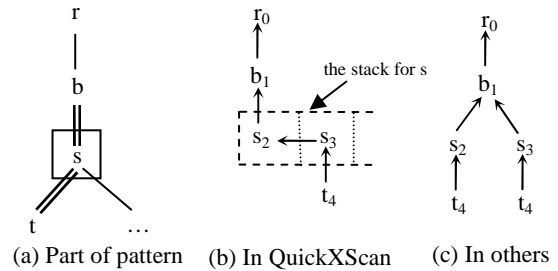 r
b
s
t
...
(a) Part of pattern
r0
b1
the stack for s
s2
s3
t4
(b) In QuickXScan
r0
b1
s2
s3
t4
t4
(c) In others